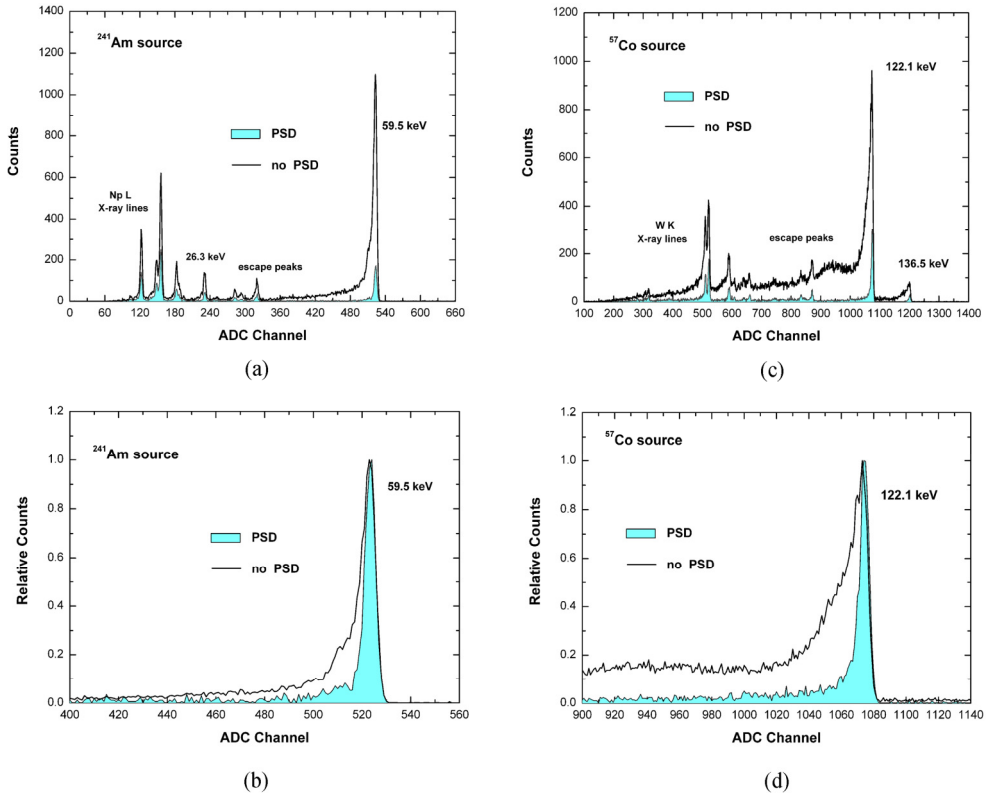 ²⁴¹Am source
1400
1200
1000
800
600
400
200
0
Counts
PSD
no PSD
59.5 keV
Np L
X-ray lines
26.3 keV
escape peaks
0 60 120 180 240 300 360 420 480 540 600 660
ADC Channel
(a)
⁵⁷Co source
1200
1000
800
600
400
200
0
Counts
122.1 keV
PSD
no PSD
W K
X-ray lines
escape peaks
136.5 keV
100 200 300 400 500 600 700 800 900 1000 1100 1200 1300 1400
ADC Channel
(c)
²⁴¹Am source
1.2
1.0
0.8
0.6
0.4
0.2
0.0
Relative Counts
59.5 keV
PSD
no PSD
400 420 440 460 480 500 520 540 560
ADC Channel
(b)
⁵⁷Co source
1.2
1.0
0.8
0.6
0.4
0.2
0.0
Relative Counts
122.1 keV
PSD
no PSD
900 920 940 960 980 1000 1020 1040 1060 1080 1100 1120 1140
ADC Channel
(d)